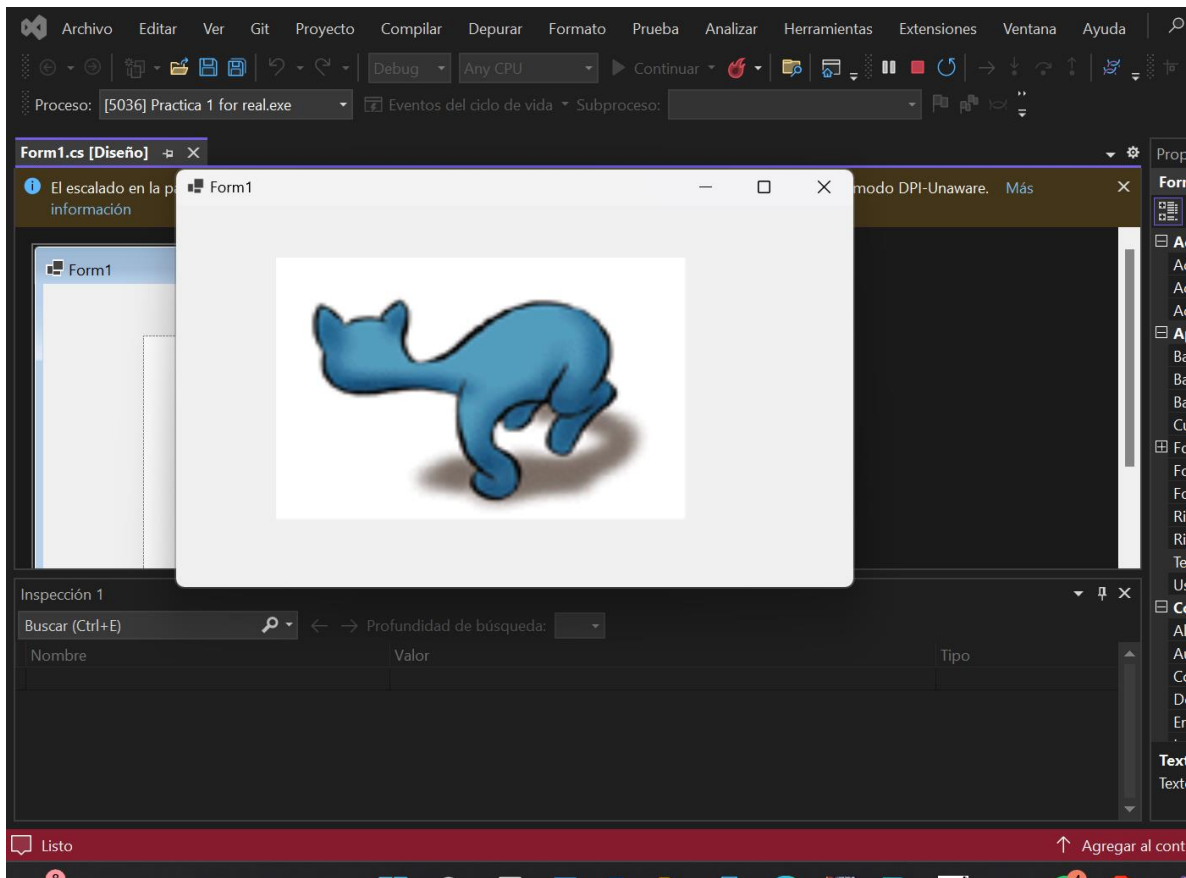 Archivo Editar Ver Git Proyecto Compilar Depurar Formato Prueba Analizar Herramientas Extensiones Ventana Ayuda
Debug Any CPU Continuar
Proceso: [5036] Practica 1 for real.exe Eventos del ciclo de vida Subproceso:
Form1.cs [Diseño]
El escalado en la modo DPI-Unaware. Más
información
Form1
Form1
Inspección 1
Buscar (Ctrl+E) Profundidad de búsqueda:
Nombre Valor Tipo
Listo Agregar al